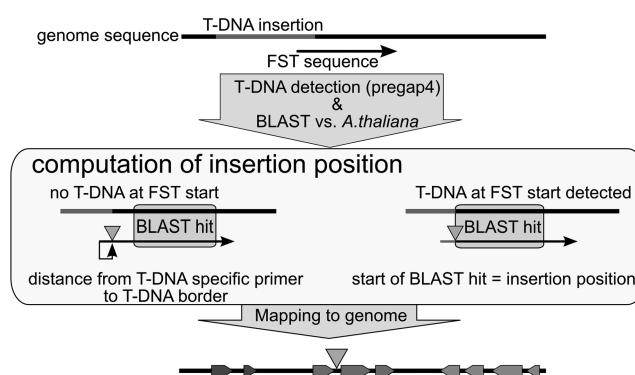 T-DNA insertion
genome sequence
FST sequence
T-DNA detection (pregap4)
&
BLAST vs. A.thaliana
computation of insertion position
no T-DNA at FST start
T-DNA at FST start detected
BLAST hit
BLAST hit
distance from T-DNA specific primer
to T-DNA border
start of BLAST hit = insertion position
Mapping to genome